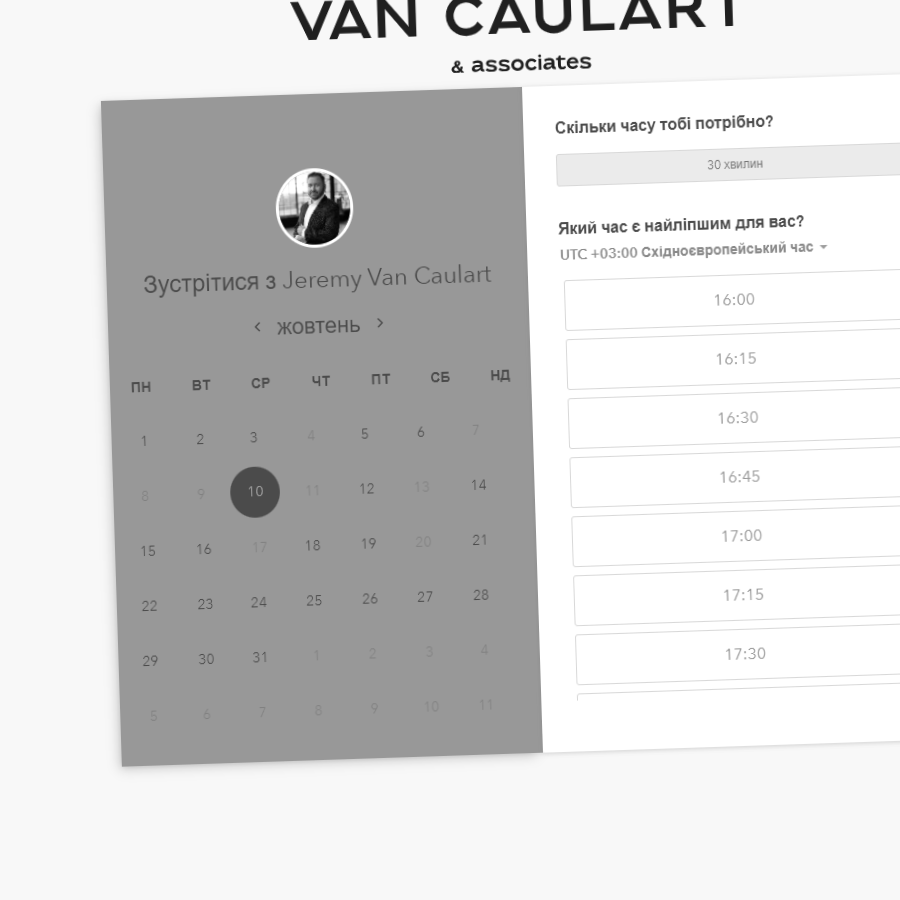 VAN CAULART
& associates
Зустрітися з Jeremy Van Caulart
жовтень
ПН ВТ СР ЧТ ПТ СБ НД
1 2 3 4 5 6 7
8 9 10 11 12 13 14
15 16 17 18 19 20 21
22 23 24 25 26 27 28
29 30 31 1 2 3 4
5 6 7 8 9 10 11
Скільки часу тобі потрібно?
30 хвилин
Який час є найліпшим для вас?
UTC +03:00 Східноєвропейський час
16:00
16:15
16:30
16:45
17:00
17:15
17:30